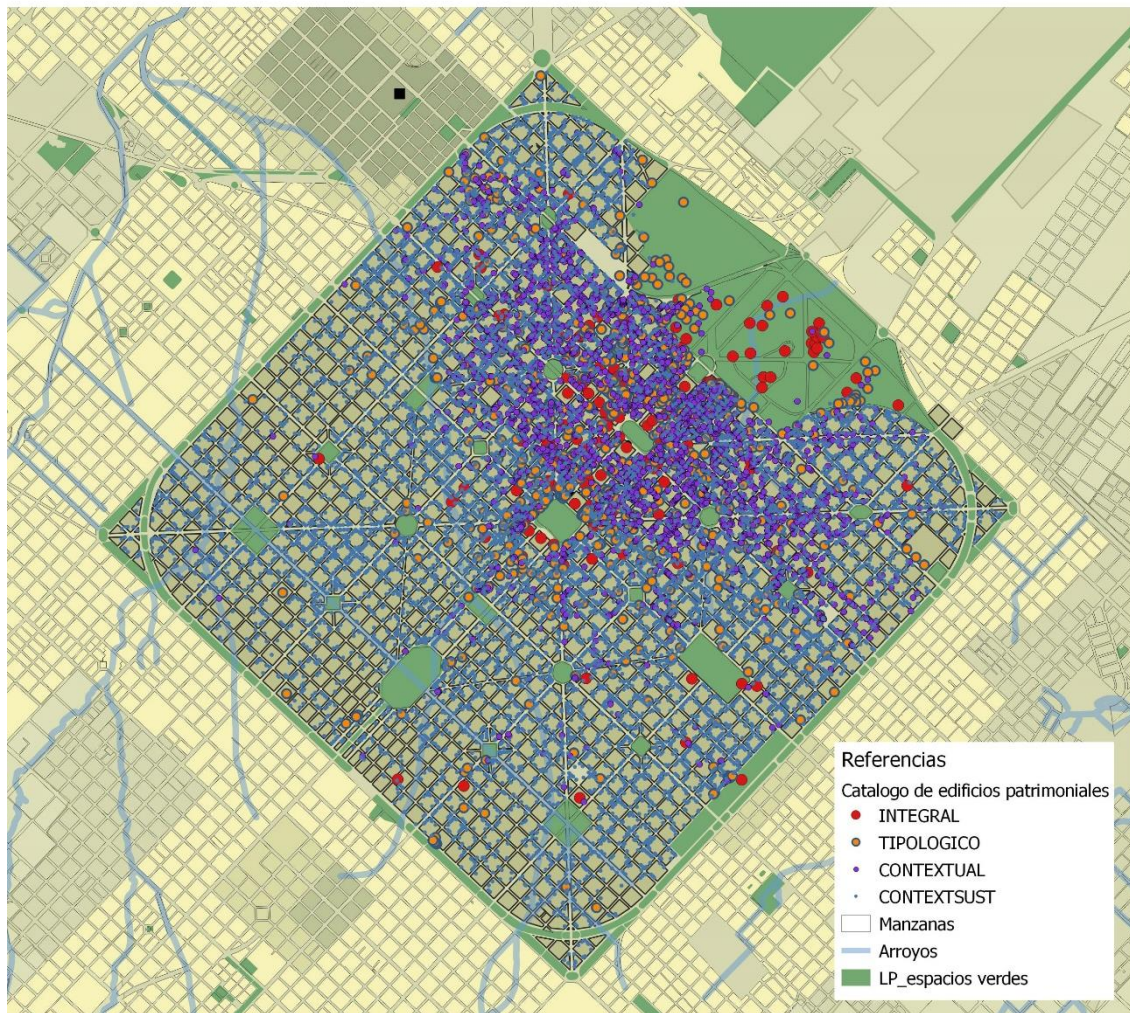 Referencias
Catalogo de edificios patrimoniales
INTEGRAL
TIPOLOGICO
CONTEXTUAL
CONTEXTSUST
Manzanas
Arroyos
LP_espacios verdes